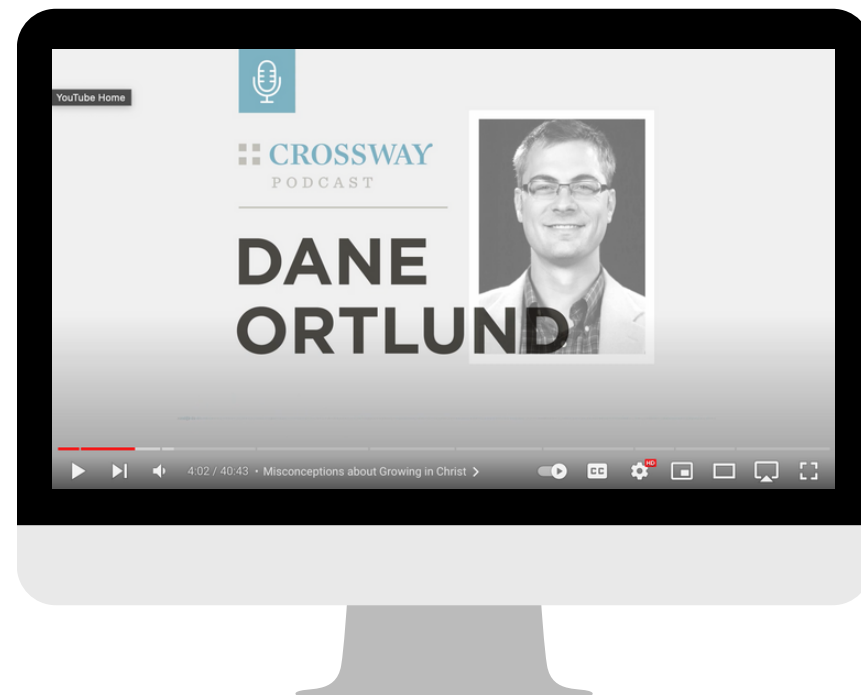 YouTube Home
CROSSWAY
PODCAST
DANE
ORTLUND
4:02 / 40:43 • Misconceptions about Growing in Christ >
CC
HD